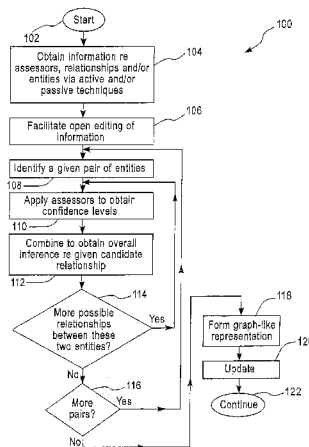 Start
102
100
Obtain information re
assessors, relationships and/or
entities via active and/or
passive techniques
104
Facilitate open editing of
information
106
Identify a given pair of entities
108
Apply assessors to obtain
confidence levels
110
Combine to obtain overall
inference re given candidate
relationship
112
114
More possible
relationships
between these
two entities?
Yes
No
116
More
pairs?
Yes
No
118
Form graph-like
representation
120
Update
122
Continue